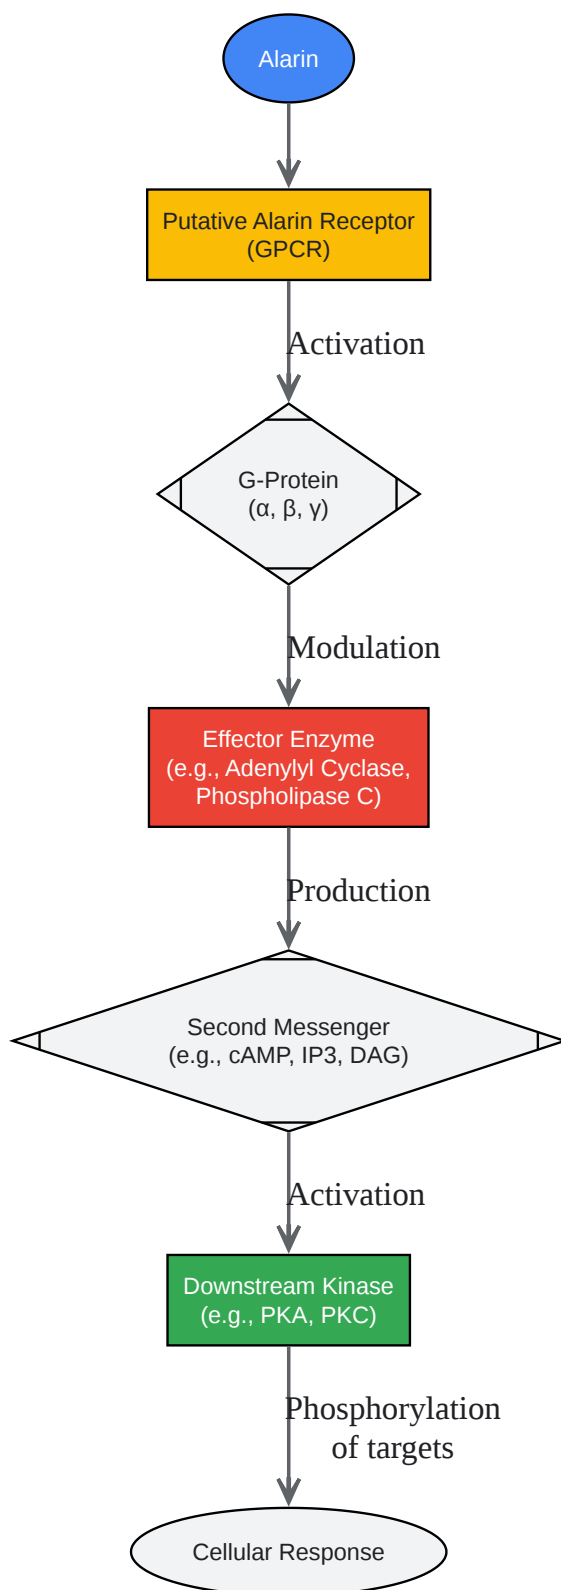 Alarin
Putative Alarin Receptor
(GPCR)
Activation
G-Protein
(α, β, γ)
Modulation
Effector Enzyme
(e.g., Adenylyl Cyclase,
Phospholipase C)
Production
Second Messenger
(e.g., cAMP, IP3, DAG)
Activation
Downstream Kinase
(e.g., PKA, PKC)
Phosphorylation
of targets
Cellular Response